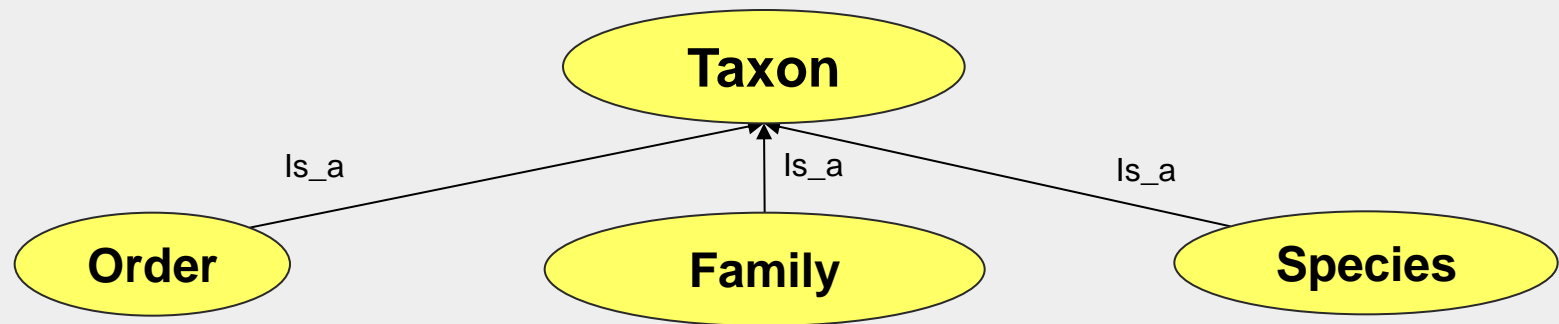 Taxon
Is_a
Is_a
Is_a
Order
Family
Species